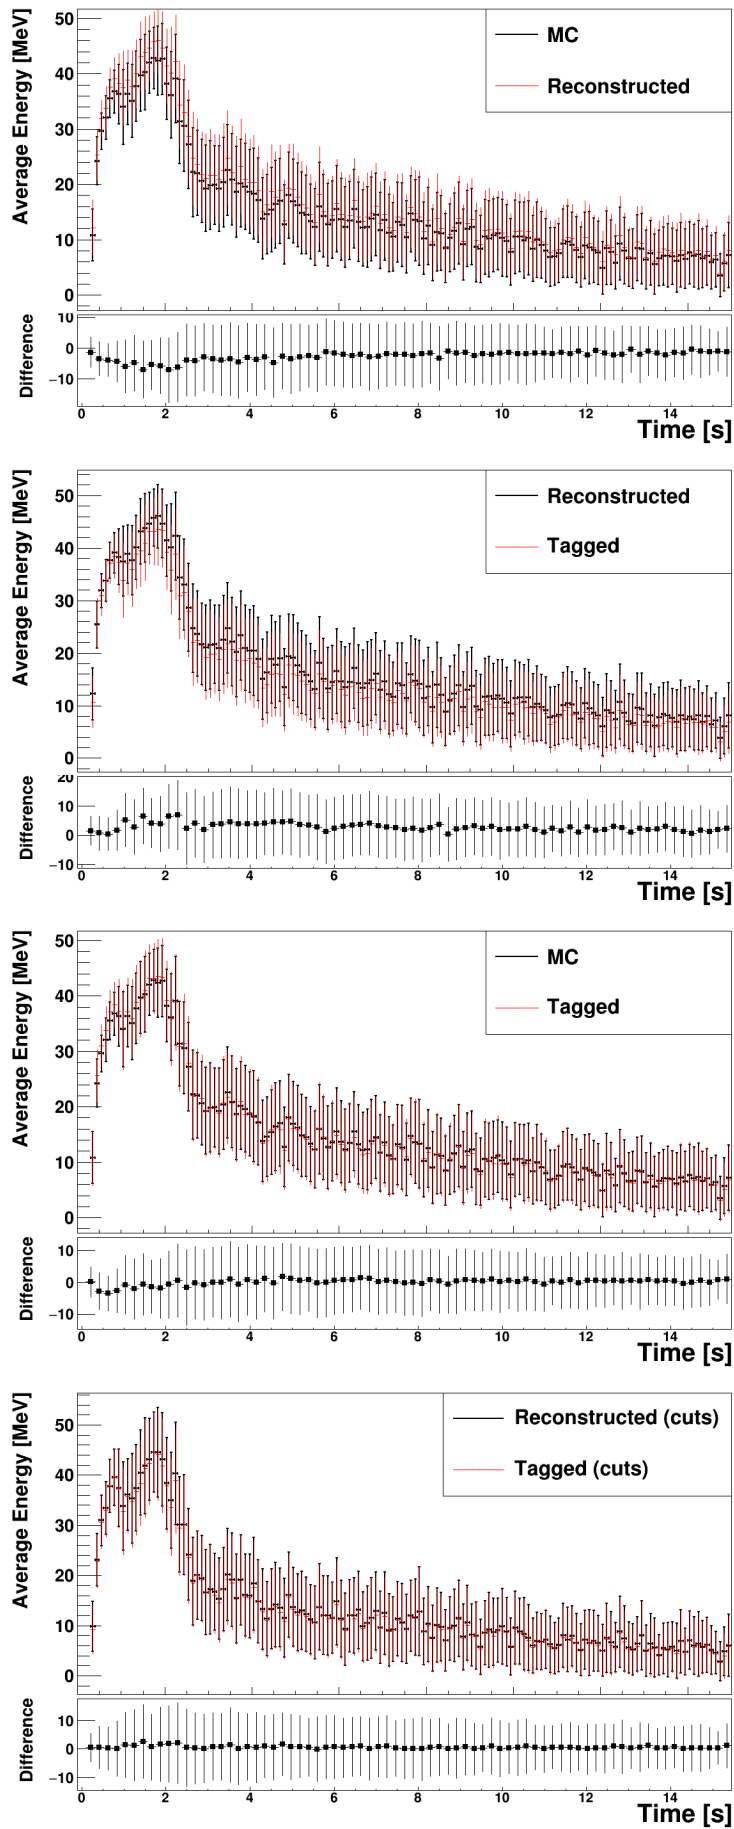 Average Energy [MeV]
50
40
30
20
10
0
MC
Reconstructed
Difference
10
0
−10
0 2 4 6 8 10 12 14
Time [s]
Average Energy [MeV]
50
40
30
20
10
0
Reconstructed
Tagged
Difference
20
10
0
−10
0 2 4 6 8 10 12 14
Time [s]
Average Energy [MeV]
50
40
30
20
10
0
MC
Tagged
Difference
10
0
−10
0 2 4 6 8 10 12 14
Time [s]
Average Energy [MeV]
50
40
30
20
10
0
Reconstructed (cuts)
Tagged (cuts)
Difference
10
0
−10
0 2 4 6 8 10 12 14
Time [s]